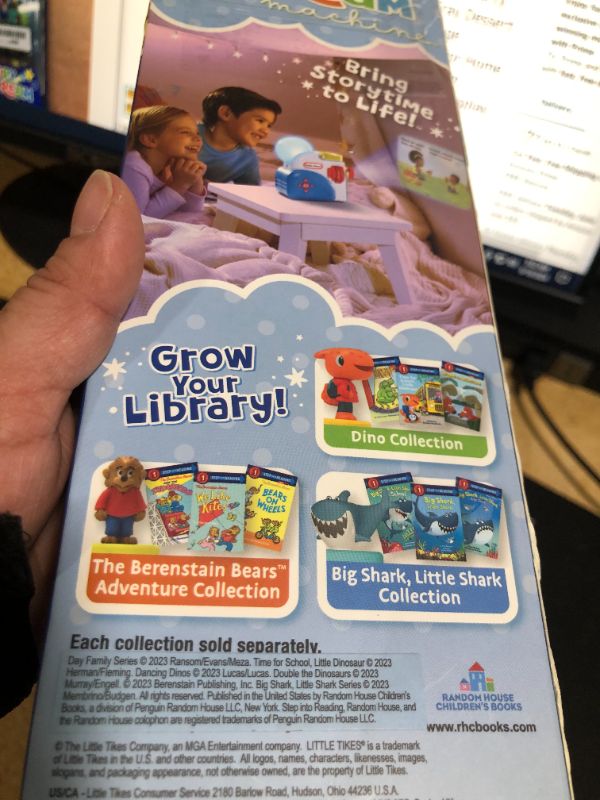 machine
Bring
Storytime
to Life!
Grow
Your
Library!
Dino Collection
We Like
Kites
BEARS
ON
WHEELS
The Berenstain Bears™
Adventure Collection
Big Shark, Little Shark
Collection
Each collection sold separately.
Day Family Series © 2023 Ransom/Evans/Meza. Time for School, Little Dinosaur © 2023
Herman/Fleming. Dancing Dinos © 2023 Lucas/Lucas. Double the Dinosaurs © 2023
Murray/Engell. © 2023 Berenstain Publishing, Inc. Big Shark, Little Shark Series © 2023
Membrino/Budgen. All rights reserved. Published in the United States by Random House Children's
Books, a division of Penguin Random House LLC, New York. Step into Reading, Random House, and
the Random House colophon are registered trademarks of Penguin Random House LLC.
RANDOM HOUSE
CHILDREN'S BOOKS
www.rhcbooks.com
© The Little Tikes Company, an MGA Entertainment company. LITTLE TIKES® is a trademark
of Little Tikes in the U.S. and other countries. All logos, names, characters, likenesses, images,
slogans, and packaging appearance, not otherwise owned, are the property of Little Tikes.
US/CA - Little Tikes Consumer Service 2180 Barlow Road, Hudson, Ohio 44236 U.S.A.